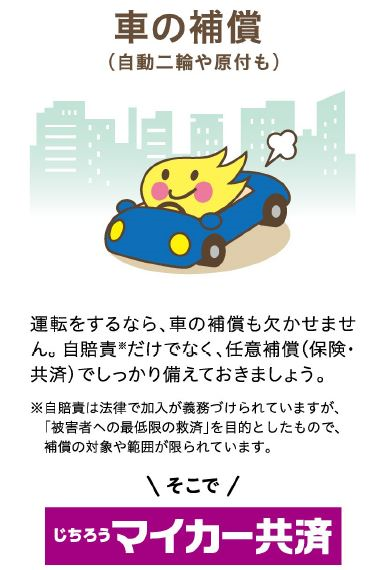 車の補償
（自動二輪や原付も）
運転をするなら、車の補償も欠かせませ
ん。自賠責※だけでなく、任意補償（保険・
共済）でしっかり備えておきましょう。
※自賠責は法律で加入が義務づけられていますが、
「被害者への最低限の救済」を目的としたもので、
補償の対象や範囲が限られています。
\ そこで /
じちろうマイカー共済